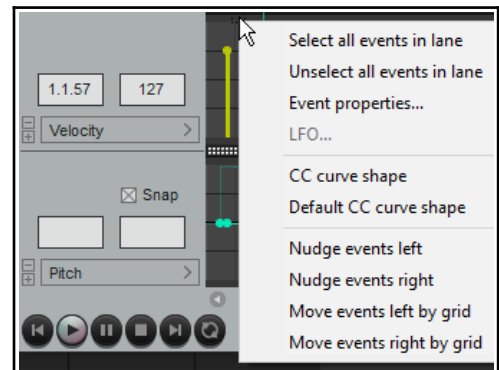 1.1.57 127
Velocity
Snap
Pitch
Select all events in lane
Unselect all events in lane
Event properties...
LFO...
CC curve shape
Default CC curve shape
Nudge events left
Nudge events right
Move events left by grid
Move events right by grid